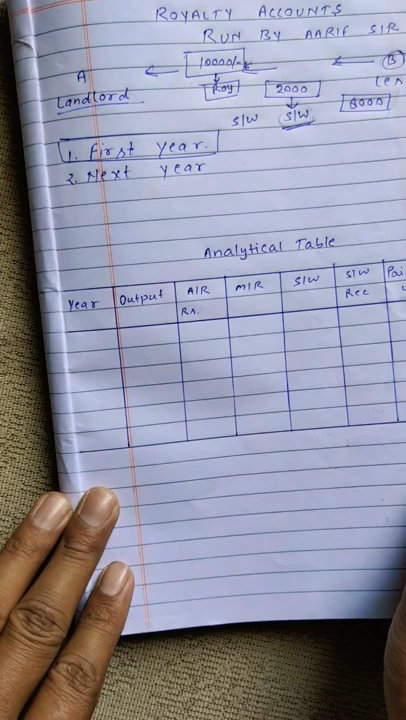 ROYALTY ACCOUNTS
RUN BY AARIF SIR
A 10000/- B
Landlord Roy 2000 8000
S/W S/W
1. First year.
2. Next year
Analytical Table
Year Output A/R M/R S/W S/W
Rs. Rec